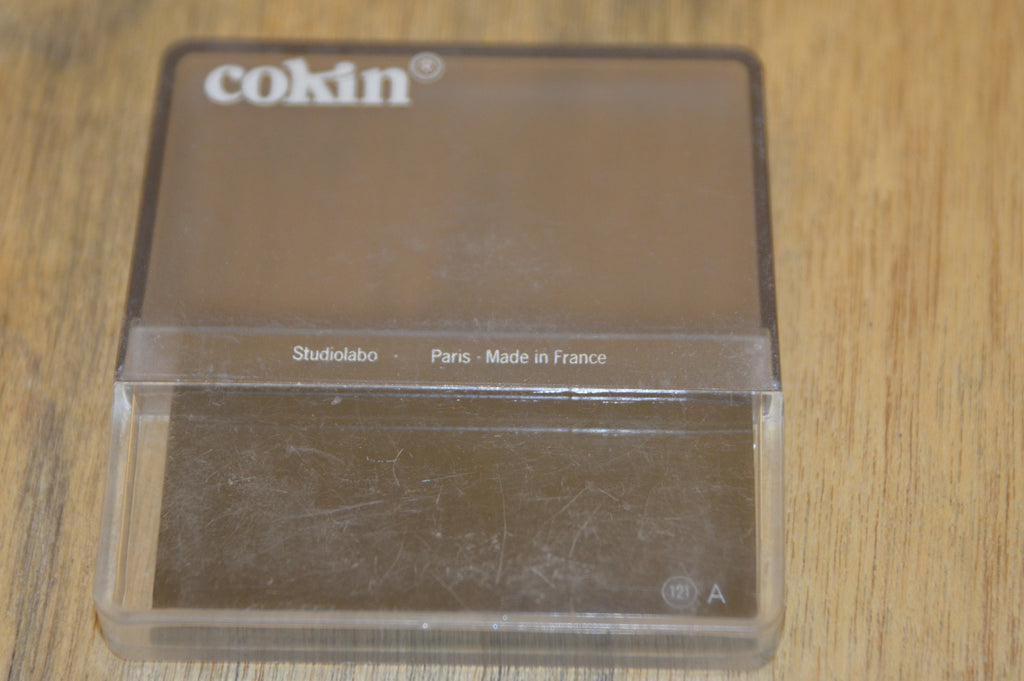 cokin®
Studiolabo · Paris · Made in France
121 A